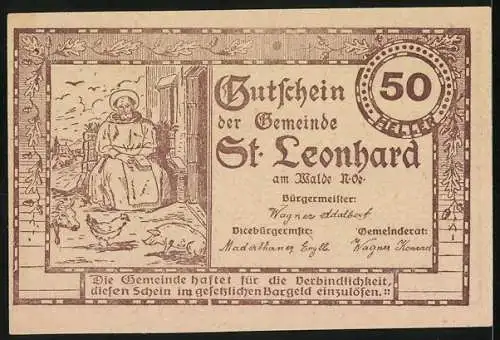 Gutschein
der Gemeinde
St. Leonhard
am Walde N.Oe.
50
HELLER
Bürgermeister:
Wagner Adalbert
Vicebürgermstr: Gemeinderat:
Wagner Konrad
Die Gemeinde haftet für die Verbindlichkeit,
diesen Schein im gesetzlichen Bargeld einzulösen.